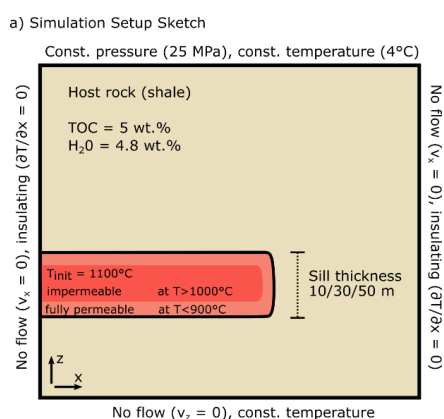 a) Simulation Setup Sketch
Const. pressure (25 MPa), const. temperature (4°C)
No flow (vₓ = 0), insulating (∂T/∂x = 0)
Host rock (shale)
TOC = 5 wt.%
H₂0 = 4.8 wt.%
Tinit = 1100°C
impermeable at T>1000°C
fully permeable at T<900°C
Sill thickness
10/30/50 m
No flow (vₓ = 0), insulating (∂T/∂x = 0)
z
x
No flow (v_z = 0), const. temperature